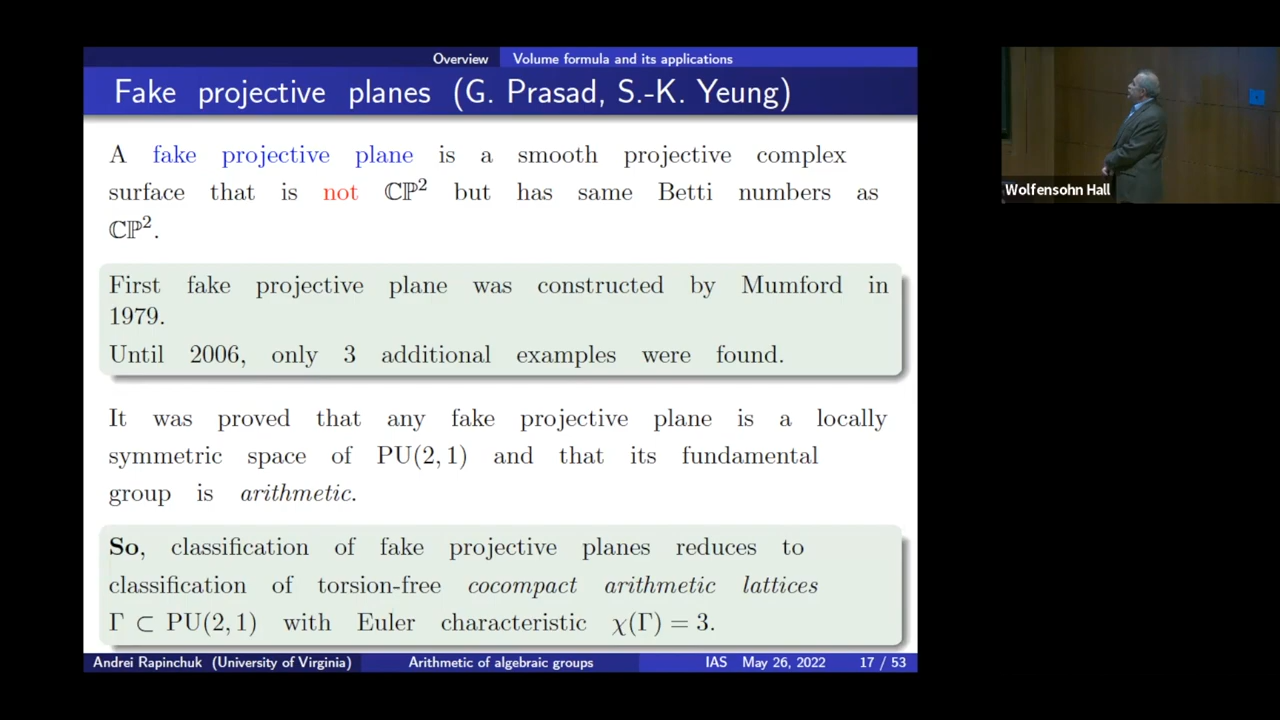 Overview
Volume formula and its applications
Fake projective planes (G. Prasad, S.-K. Yeung)
A fake projective plane is a smooth projective complex
surface that is not ℂℙ² but has same Betti numbers as
ℂℙ².
First fake projective plane was constructed by Mumford in
1979.
Until 2006, only 3 additional examples were found.
It was proved that any fake projective plane is a locally
symmetric space of PU(2, 1) and that its fundamental
group is arithmetic.
So, classification of fake projective planes reduces to
classification of torsion-free cocompact arithmetic lattices
Γ ⊂ PU(2, 1) with Euler characteristic χ(Γ) = 3.
Andrei Rapinchuk (University of Virginia)
Arithmetic of algebraic groups
IAS May 26, 2022 17 / 53
Wolfensohn Hall